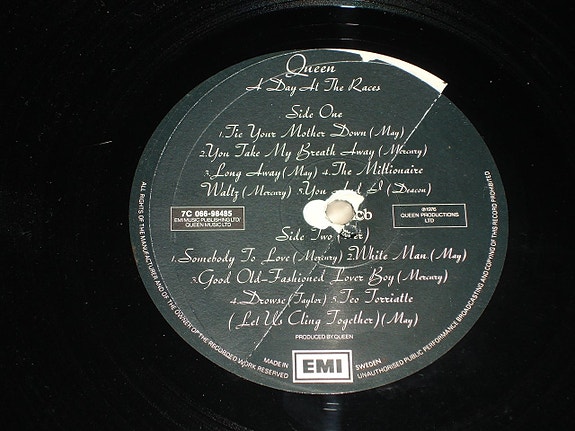 Queen
A Day At The Races
Side One
1.Tie Your Mother Down (May)
2.You Take My Breath Away (Mercury)
3.Long Away (May) 4.The Millionaire
Waltz (Mercury) 5.You And I (Deacon)
7C 066-98485
EMI MUSIC PUBLISHING LTD/
QUEEN MUSIC LTD
℗1976
QUEEN PRODUCTIONS
LTD
Side Two
1.Somebody To Love (Mercury) 2.White Man (May)
3.Good Old-Fashioned Lover Boy (Mercury)
4.Drowse (Taylor) 5.Teo Torriatte
(Let Us Cling Together) (May)
PRODUCED BY QUEEN
MADE IN
EMI
SWEDEN
ALL RIGHTS OF THE MANUFACTURER AND OF THE OWNER OF THE RECORDED WORK RESERVED
UNAUTHORISED PUBLIC PERFORMANCE BROADCASTING AND COPYING OF THIS RECORD PROHIBITED